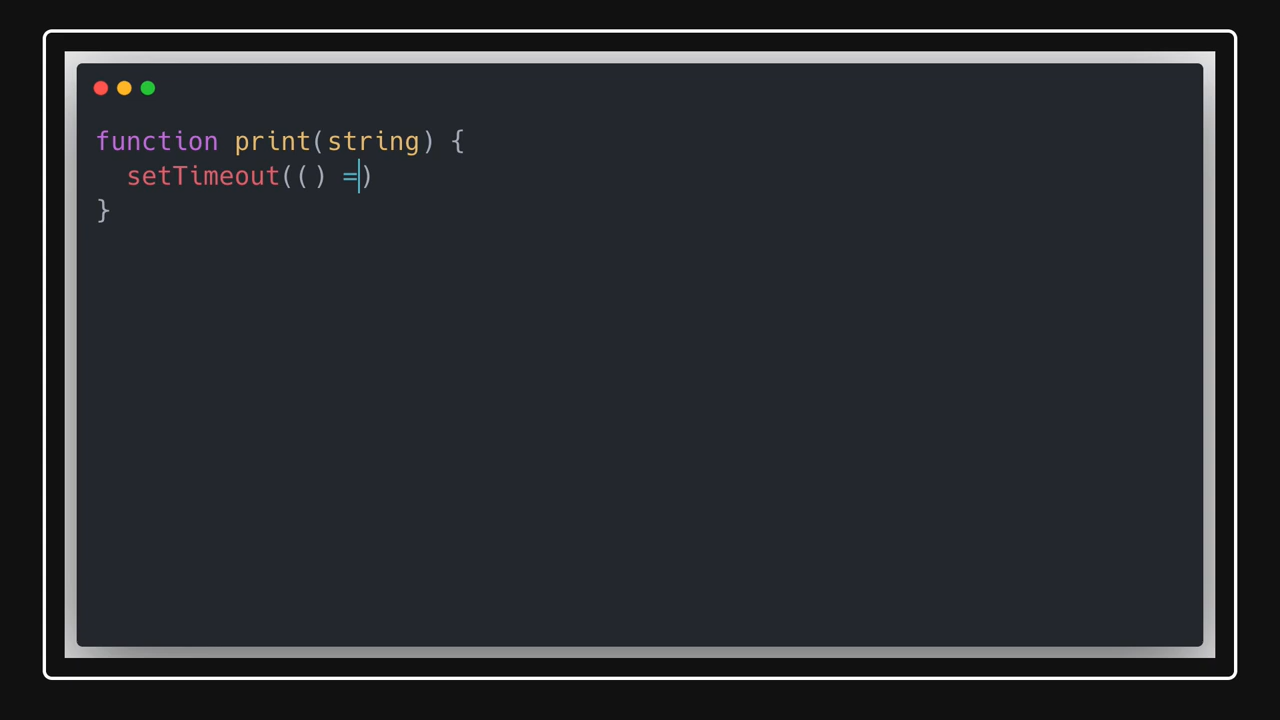 function print(string) {
  setTimeout(() =)
}